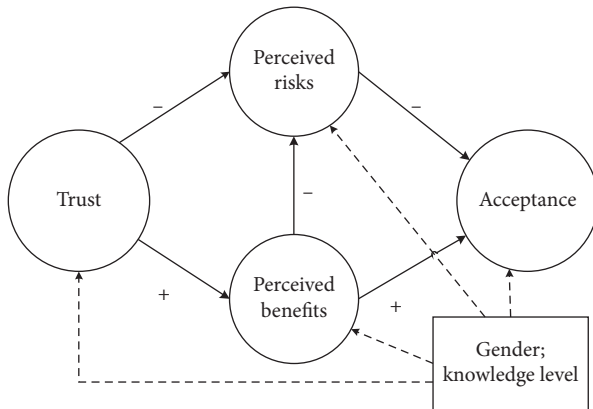 Perceived
risks
−
−
Trust
−
Acceptance
+
Perceived
benefits
+
Gender;
knowledge level